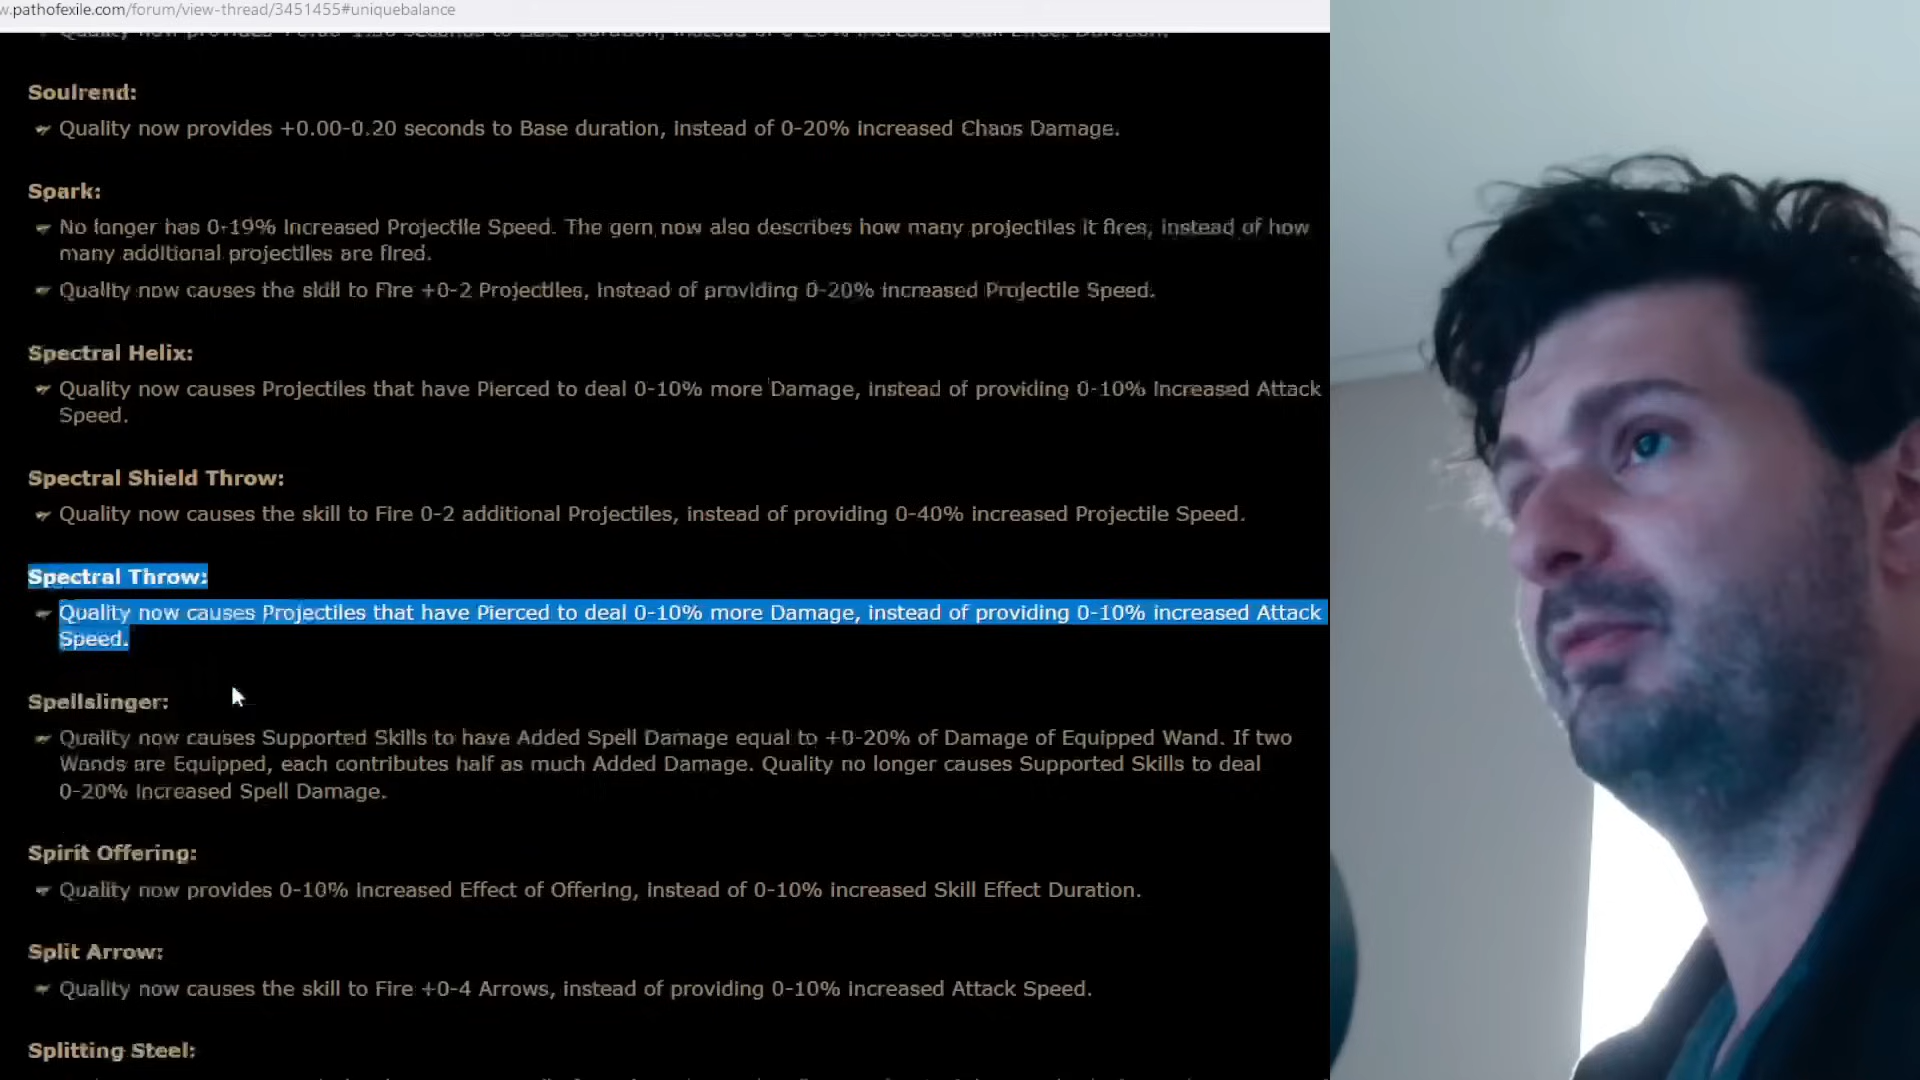 w.pathofexile.com/forum/view-thread/3451455#uniquebalance
Soulrend:
Quality now provides +0.00-0.20 seconds to Base duration, instead of 0-20% increased Chaos Damage.
Spark:
No longer has 0-19% Increased Projectile Speed. The gem now also describes how many projectiles it fires, instead of how
many additional projectiles are fired.
Quality now causes the skill to Fire +0-2 Projectiles, instead of providing 0-20% increased Projectile Speed.
Spectral Helix:
Quality now causes Projectiles that have Pierced to deal 0-10% more Damage, instead of providing 0-10% increased Attack
Speed.
Spectral Shield Throw:
Quality now causes the skill to Fire 0-2 additional Projectiles, instead of providing 0-40% increased Projectile Speed.
Spectral Throw:
Quality now causes Projectiles that have Pierced to deal 0-10% more Damage, instead of providing 0-10% increased Attack
Speed.
Spellslinger:
Quality now causes Supported Skills to have Added Spell Damage equal to +0-20% of Damage of Equipped Wand. If two
Wands are Equipped, each contributes half as much Added Damage. Quality no longer causes Supported Skills to deal
0-20% Increased Spell Damage.
Spirit Offering:
Quality now provides 0-10% increased Effect of Offering, instead of 0-10% increased Skill Effect Duration.
Split Arrow:
Quality now causes the skill to Fire +0-4 Arrows, instead of providing 0-10% increased Attack Speed.
Splitting Steel: